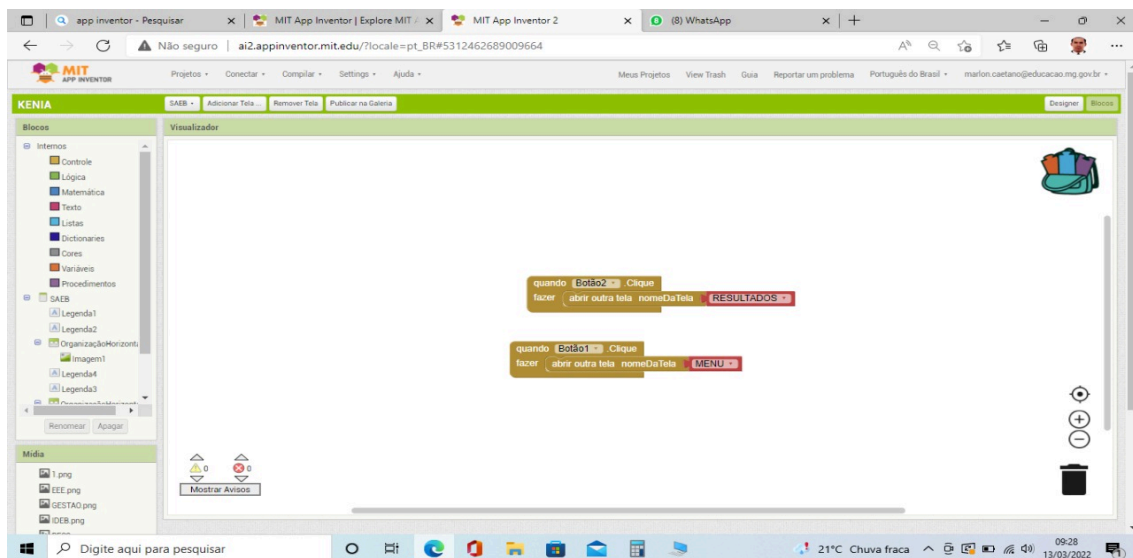 app inventor - Pesquisar
MIT App Inventor | Explore MIT A
MIT App Inventor 2
(8) WhatsApp
Não seguro | ai2.appinventor.mit.edu/?locale=pt_BR#5312462689009664
MIT
APP INVENTOR
Projetos Conectar Compilar Settings Ajuda
Meus Projetos View Trash Guia Reportar um problema Português do Brasil marlon.caetano@educacao.mg.gov.br
KENIA
SAEB Adicionar Tela ... Remover Tela Publicar na Galeria
Designer Blocos
Blocos
Visualizador
Internos
Controle
Lógica
Matemática
Texto
Listas
Dictionaries
Cores
Variáveis
Procedimentos
SAEB
Legenda1
Legenda2
OrganizaçãoHorizonta
Imagem1
Legenda4
Legenda3
Renomear Apagar
quando Botão2 .Clique
fazer abrir outra tela nomeDaTela RESULTADOS
quando Botão1 .Clique
fazer abrir outra tela nomeDaTela MENU
Mídia
1.png
EEE.png
GESTAO.png
IDEB.png
0 0
Mostrar Avisos
Digite aqui para pesquisar
21°C Chuva fraca
09:28
13/03/2022